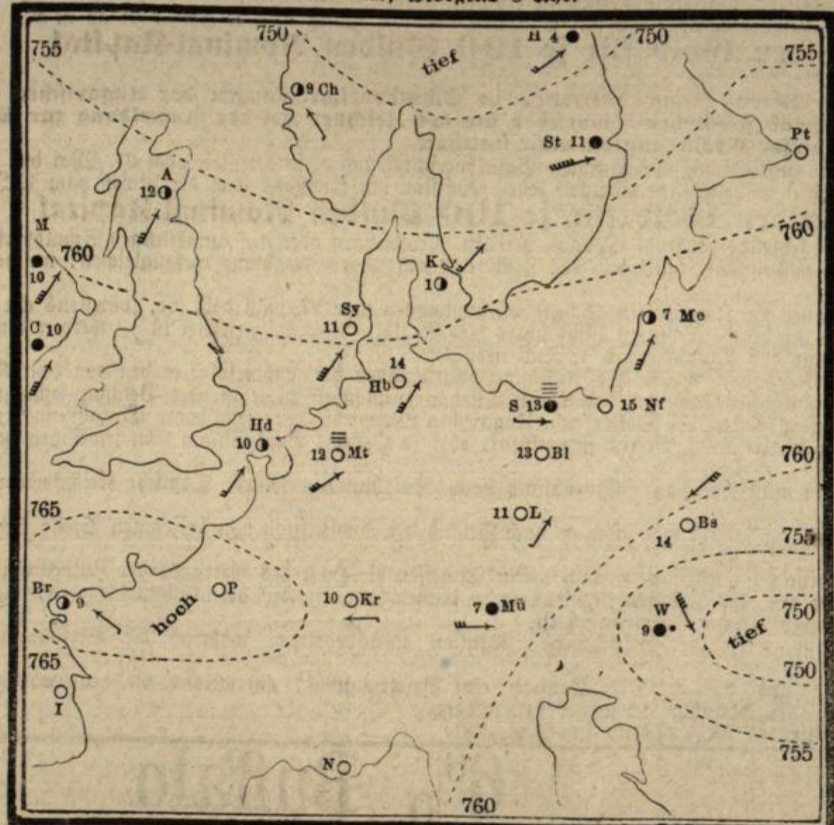 750
H 4
750
755
tief
755
9 Ch
St 11
Pt
A
12
M
10
760
760
K
1
C 10
Sy
11
7 Me
14
Hb
S 13
15 Nf
Hd
10
12 Mt
13 Bl
760
765
11 L
Bs
14
755
Br
9
hoch
P
10 Kr
7 Mü
W
9
750
tief
750
765
I
N
755
760